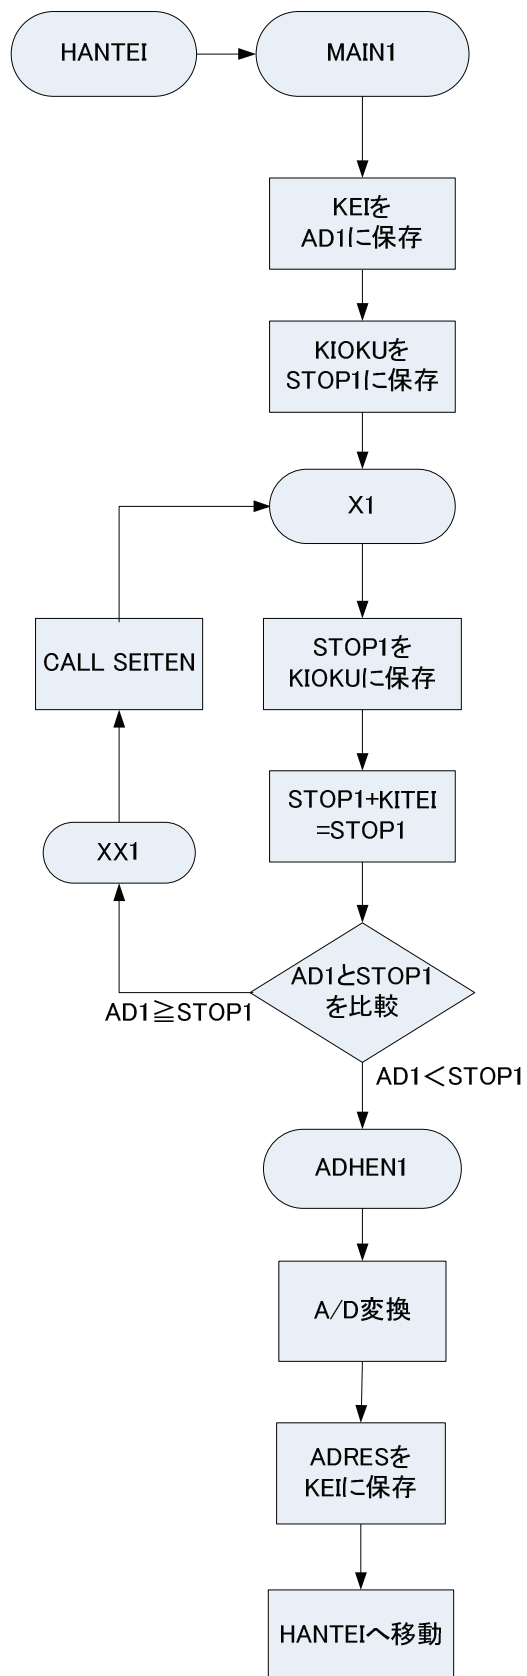 HANTEI
MAIN1
KEIを
AD1に保存
KIOKUを
STOP1に保存
X1
CALL SEITEN
STOP1を
KIOKUに保存
STOP1+KITEI
=STOP1
XX1
AD1とSTOP1
を比較
AD1≧STOP1
AD1＜STOP1
ADHEN1
A/D変換
ADRESを
KEIに保存
HANTEIへ移動